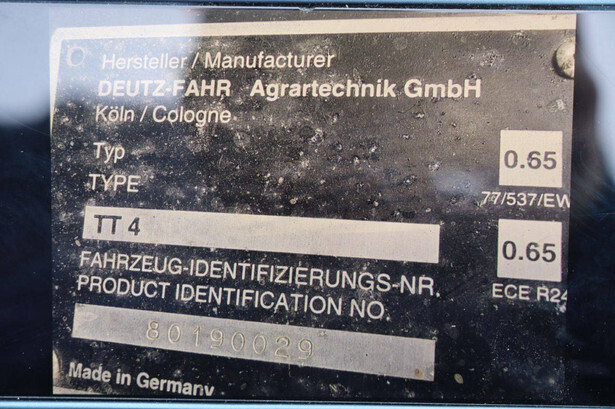 Hersteller / Manufacturer
DEUTZ-FAHR Agrartechnik GmbH
Köln / Cologne
Typ
TYPE
0.65
77/537/EW
TT 4
0.65
FAHRZEUG-IDENTIFIZIERUNGS-NR.
PRODUCT IDENTIFICATION NO.
ECE R24
80190029
Made in Germany